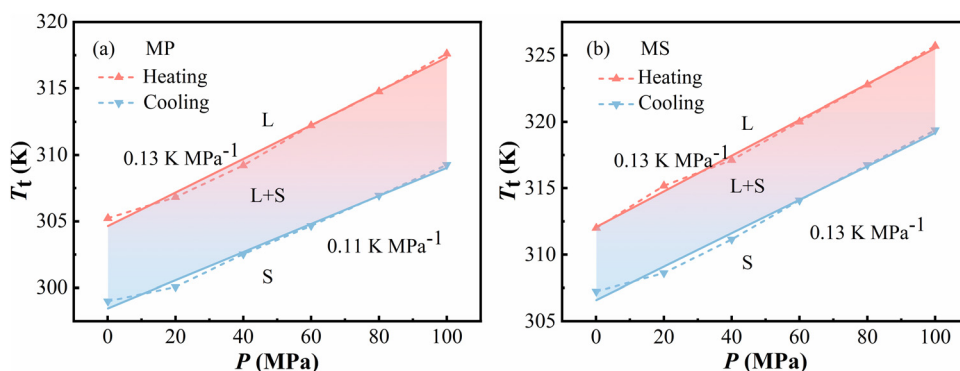 (a) MP
Heating
Cooling
L
0.13 K MPa⁻¹
L+S
0.11 K MPa⁻¹
S
320
315
310
305
300
Tt (K)
0 20 40 60 80 100
P (MPa)
(b) MS
Heating
Cooling
L
0.13 K MPa⁻¹
L+S
0.13 K MPa⁻¹
S
325
320
315
310
305
Tt (K)
0 20 40 60 80 100
P (MPa)